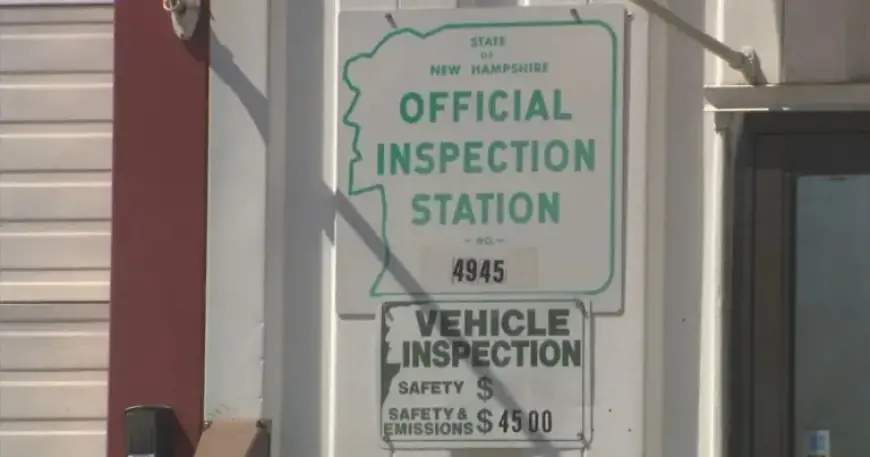 STATE
OF
NEW HAMPSHIRE
OFFICIAL
INSPECTION
STATION
- NO. -
4945
VEHICLE
INSPECTION
SAFETY $
SAFETY &
EMISSIONS $ 45 00